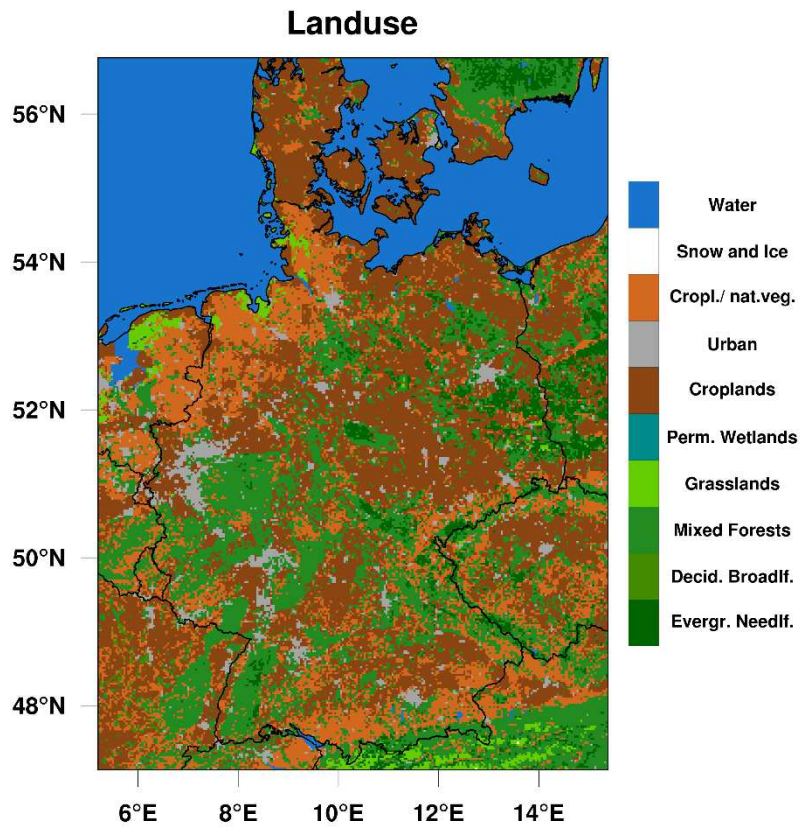 Landuse
56°N
54°N
52°N
50°N
48°N
6°E
8°E
10°E
12°E
14°E
Water
Snow and Ice
Cropl./ nat.veg.
Urban
Croplands
Perm. Wetlands
Grasslands
Mixed Forests
Decid. Broadlf.
Evergr. Needlf.